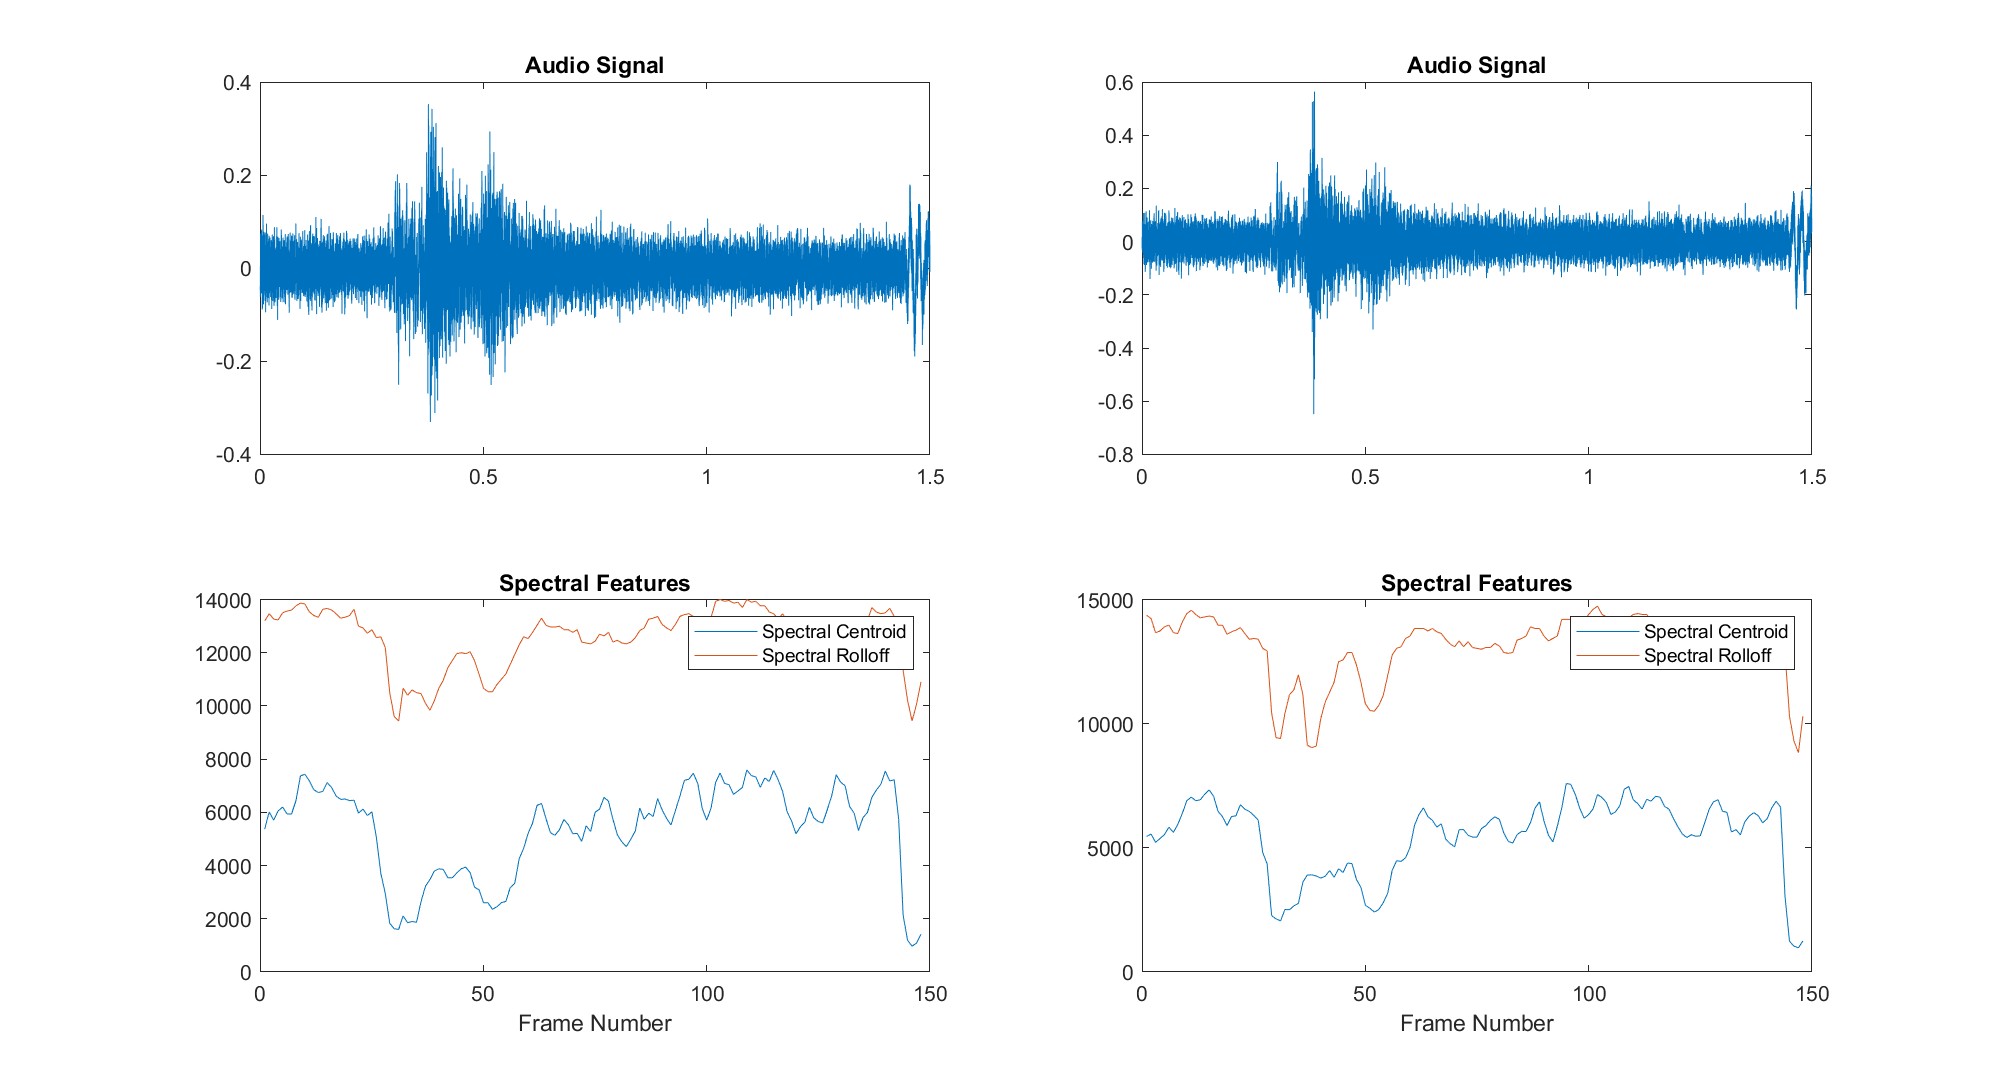 Audio Signal
0.4
0.2
0
-0.2
-0.4
0 0.5 1 1.5
Audio Signal
0.6
0.4
0.2
0
-0.2
-0.4
-0.6
-0.8
0 0.5 1 1.5
Spectral Features
14000
12000
10000
8000
6000
4000
2000
0
Spectral Centroid
Spectral Rolloff
0 50 100 150
Frame Number
Spectral Features
15000
10000
5000
0
Spectral Centroid
Spectral Rolloff
0 50 100 150
Frame Number